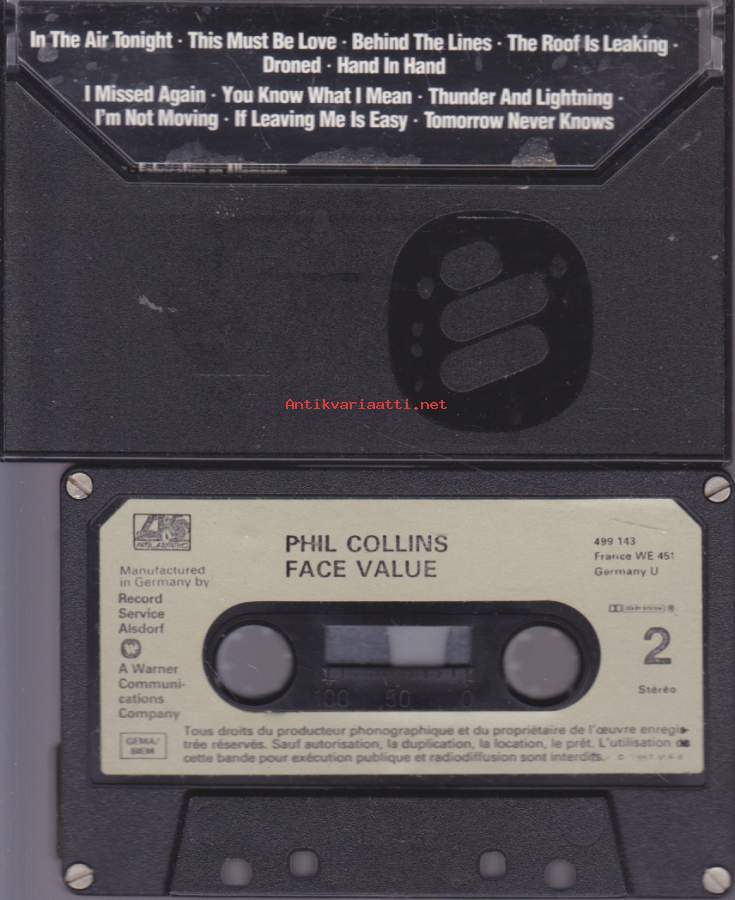 In The Air Tonight · This Must Be Love · Behind The Lines · The Roof Is Leaking ·
Droned · Hand In Hand
I Missed Again · You Know What I Mean · Thunder And Lightning ·
I'm Not Moving · If Leaving Me Is Easy · Tomorrow Never Knows
Antikvariaatti.net
PHIL COLLINS
FACE VALUE
Manufactured
in Germany by
Record
Service
Alsdorf
A Warner
Communi-
cations
Company
499 143
France WE 451
Germany U
2
Stéréo
100 50 0
GEMA/
BIEM
Tous droits du producteur phonographique et du propriétaire de l'œuvre enregis-
trée réservés. Sauf autorisation, la duplication, la location, le prêt. L'utilisation de
cette bande pour exécution publique et radiodiffusion sont interdits.